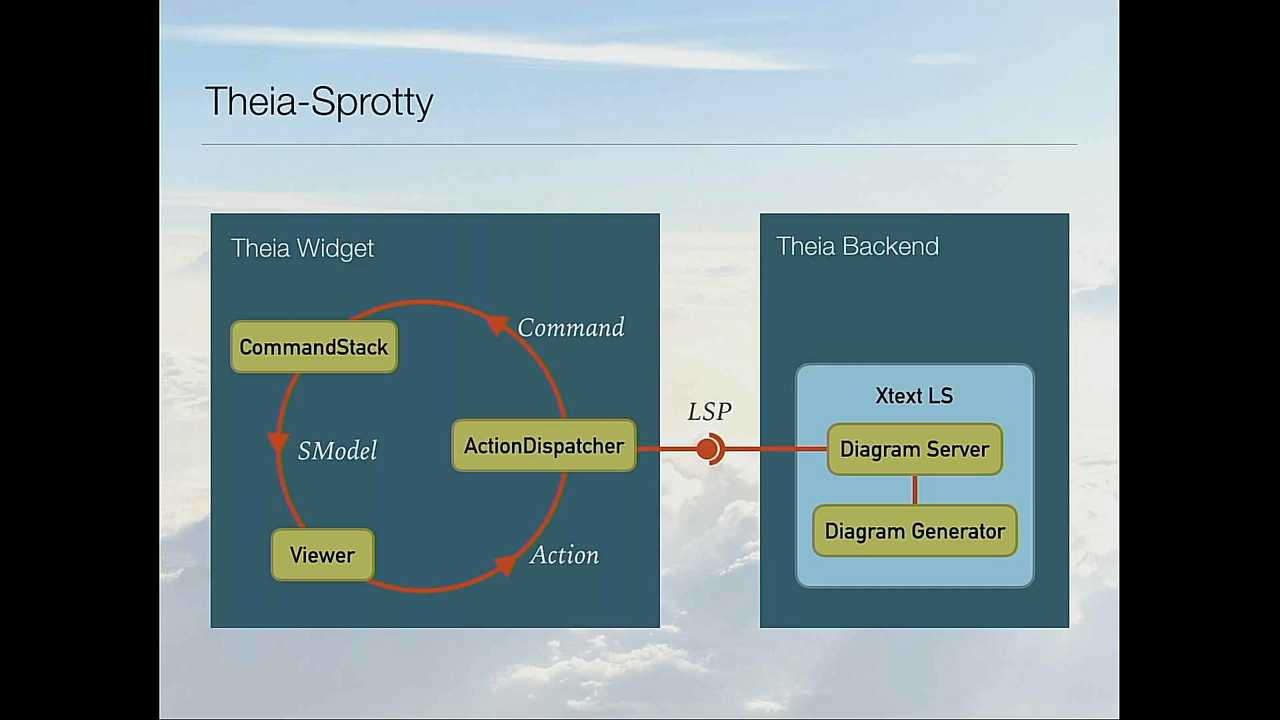 Theia-Sprotty
Theia Widget
CommandStack
Command
SModel
ActionDispatcher
Viewer
Action
LSP
Theia Backend
Xtext LS
Diagram Server
Diagram Generator